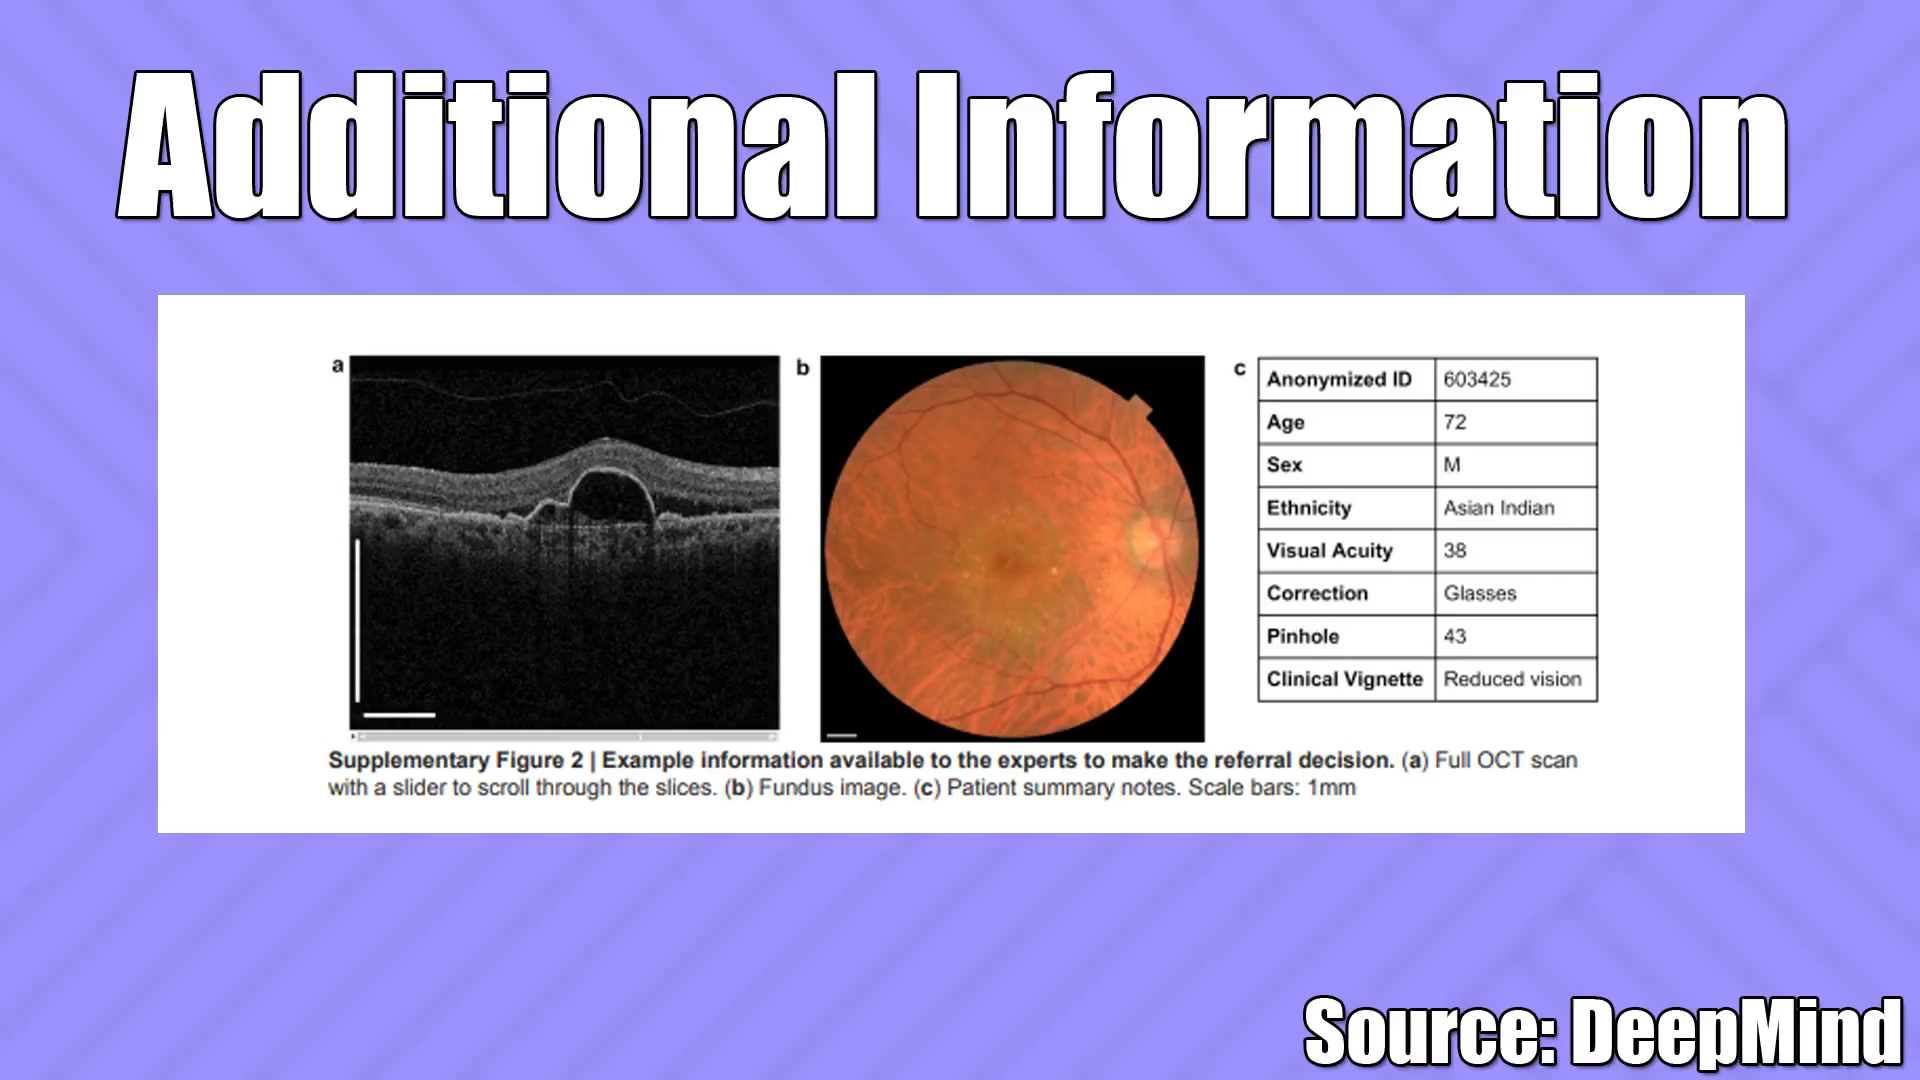 Additional Information
a
b
c
Anonymized ID 603425
Age 72
Sex M
Ethnicity Asian Indian
Visual Acuity 38
Correction Glasses
Pinhole 43
Clinical Vignette Reduced vision
Supplementary Figure 2 | Example information available to the experts to make the referral decision. (a) Full OCT scan
with a slider to scroll through the slices. (b) Fundus image. (c) Patient summary notes. Scale bars: 1mm
Source: DeepMind